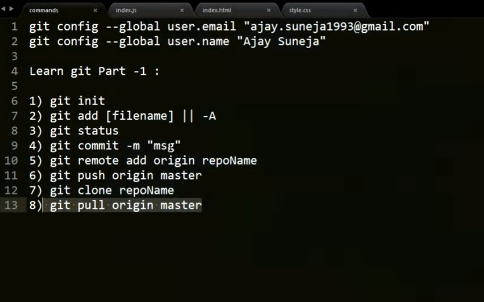 commands index.js index.html style.css
1 git config --global user.email "ajay.suneja1993@gmail.com"
2 git config --global user.name "Ajay Suneja"
3
4 Learn git Part -1 :
5
6 1) git init
7 2) git add [filename] || -A
8 3) git status
9 4) git commit -m "msg"
10 5) git remote add origin repoName
11 6) git push origin master
12 7) git clone repoName
13 8) git pull origin master